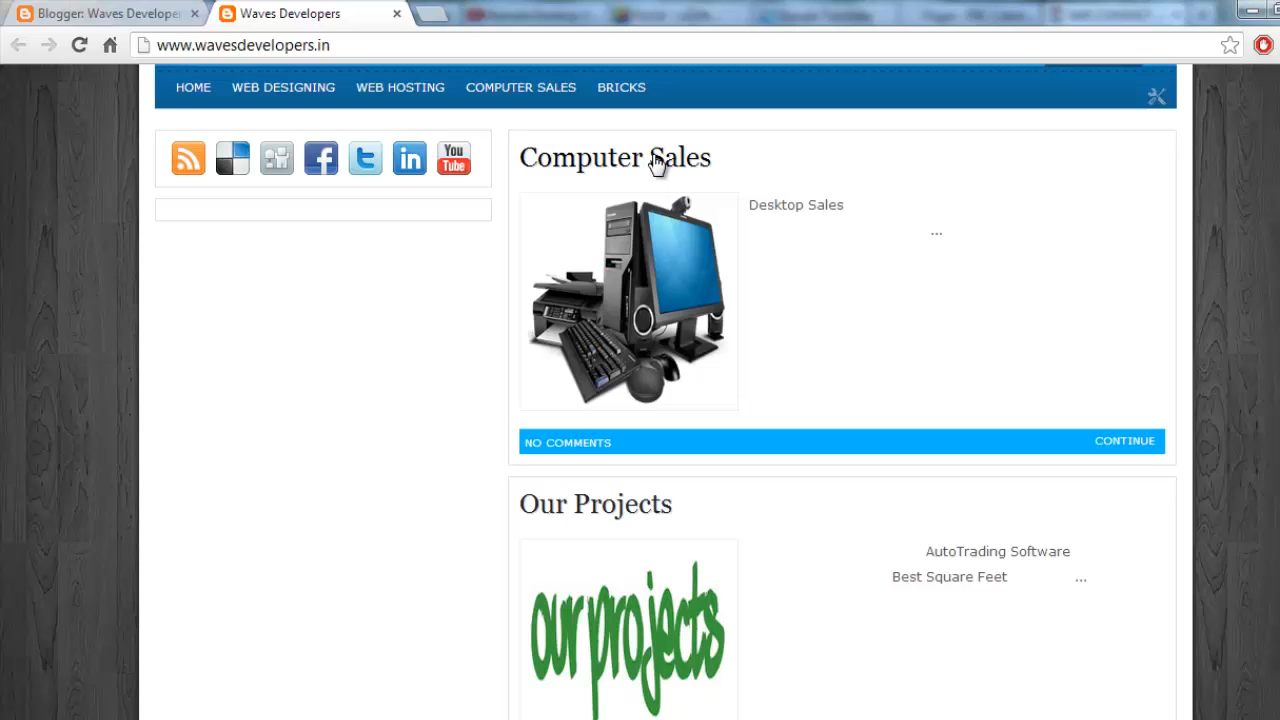 Blogger: Waves Develope
Waves Developers
www.wavesdevelopers.in
HOME WEB DESIGNING WEB HOSTING COMPUTER SALES BRICKS
You
Tube
Computer Sales
Desktop Sales
...
NO COMMENTS CONTINUE
Our Projects
AutoTrading Software
Best Square Feet ...
our projects